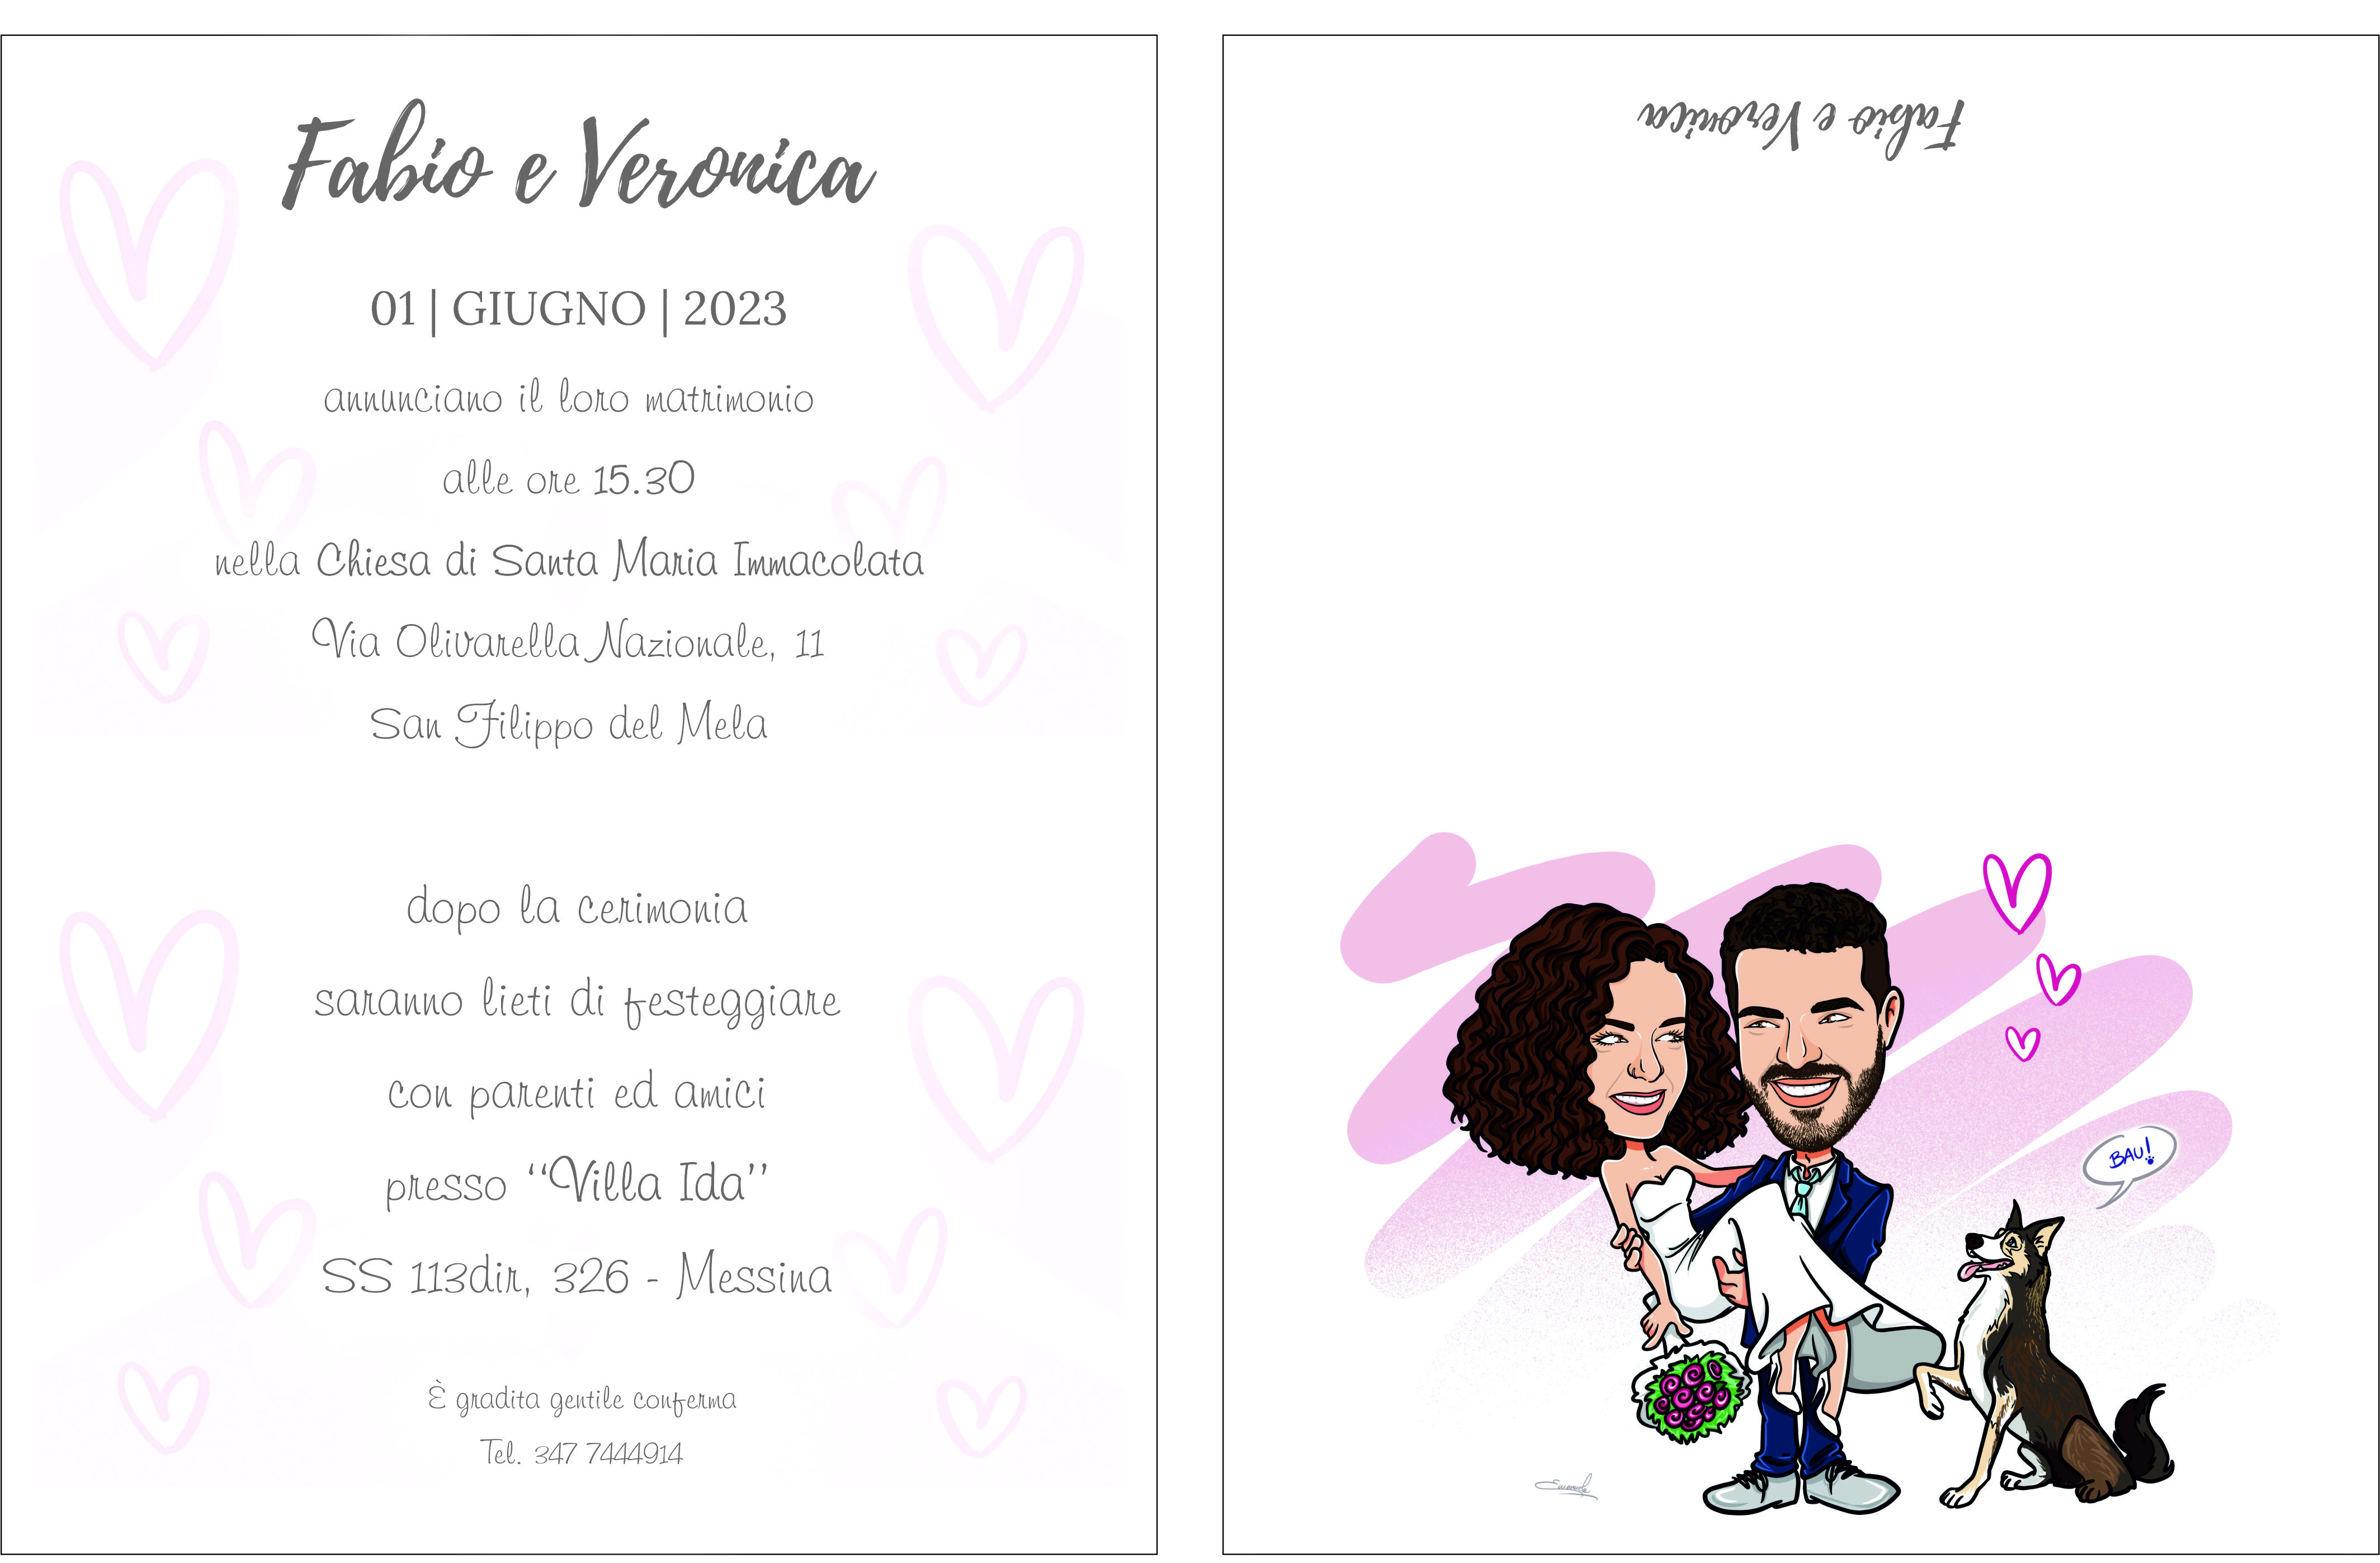 Fabio e Veronica
01 | GIUGNO | 2023
annunciano il loro matrimonio
alle ore 15.30
nella Chiesa di Santa Maria Immacolata
Via Olivarella Nazionale, 11
San Filippo del Mela
dopo la cerimonia
saranno lieti di festeggiare
con parenti ed amici
presso “Villa Ida”
SS 113dir, 326 - Messina
È gradita gentile conferma
Tel. 347 7444914
Fabio e Veronica
BAU!